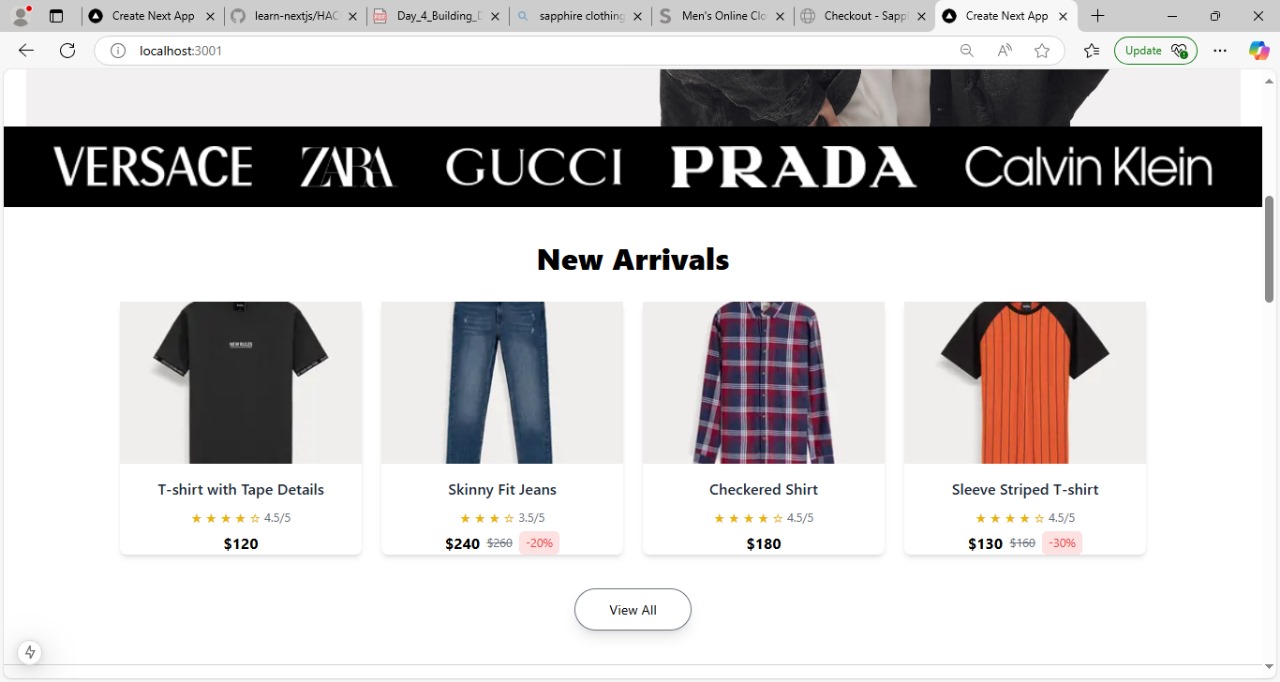 Create Next App
learn-nextjs/HAC
Day_4_Building_D
sapphire clothing
Men's Online Clo
Checkout - Sapp
Create Next App
localhost:3001
Update
VERSACE ZARA GUCCI PRADA Calvin Klein
New Arrivals
NEW RULES
T-shirt with Tape Details
★ ★ ★ ★ ☆ 4.5/5
$120
Skinny Fit Jeans
★ ★ ★ ☆ 3.5/5
$240 $260 -20%
Checkered Shirt
★ ★ ★ ★ ☆ 4.5/5
$180
Sleeve Striped T-shirt
★ ★ ★ ★ ☆ 4.5/5
$130 $160 -30%
View All